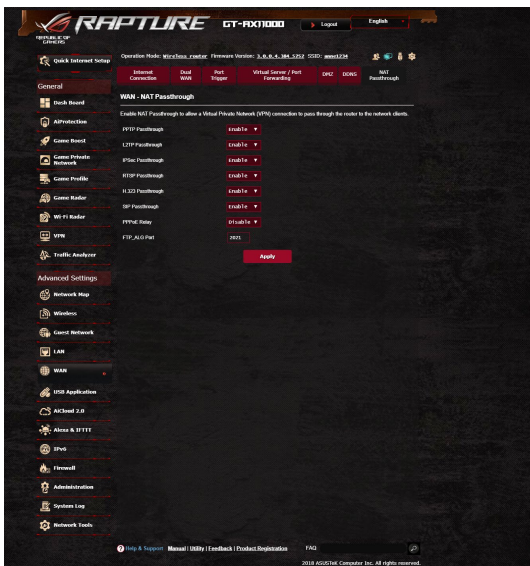 REPUBLIC OF GAMERS
RAPTURE GT-AX11000 Logout English
Quick Internet Setup
Operation Mode: Wireless router Firmware Version: 3.0.0.4.384_5252 SSID:
Internet Connection Dual WAN Port Trigger Virtual Server / Port Forwarding DMZ DDNS NAT Passthrough
General
Dash Board
AiProtection
Game Boost
Game Private Network
Game Profile
Game Radar
Wi-Fi Radar
VPN
Traffic Analyzer
Advanced Settings
Network Map
Wireless
Guest Network
LAN
WAN
USB Application
AiCloud 2.0
Alexa & IFTTT
IPv6
Firewall
Administration
System Log
Network Tools
WAN - NAT Passthrough
Enable NAT Passthrough to allow a Virtual Private Network (VPN) connection to pass through the router to the network clients.
PPTP Passthrough Enable
L2TP Passthrough Enable
IPSec Passthrough Enable
RTSP Passthrough Enable
H.323 Passthrough Enable
SIP Passthrough Enable
PPPoE Relay Disable
FTP_ALG Port 2021
Apply
Help & Support Manual | Utility | Feedback | Product Registration FAQ
2018 ASUSTeK Computer Inc. All rights reserved.